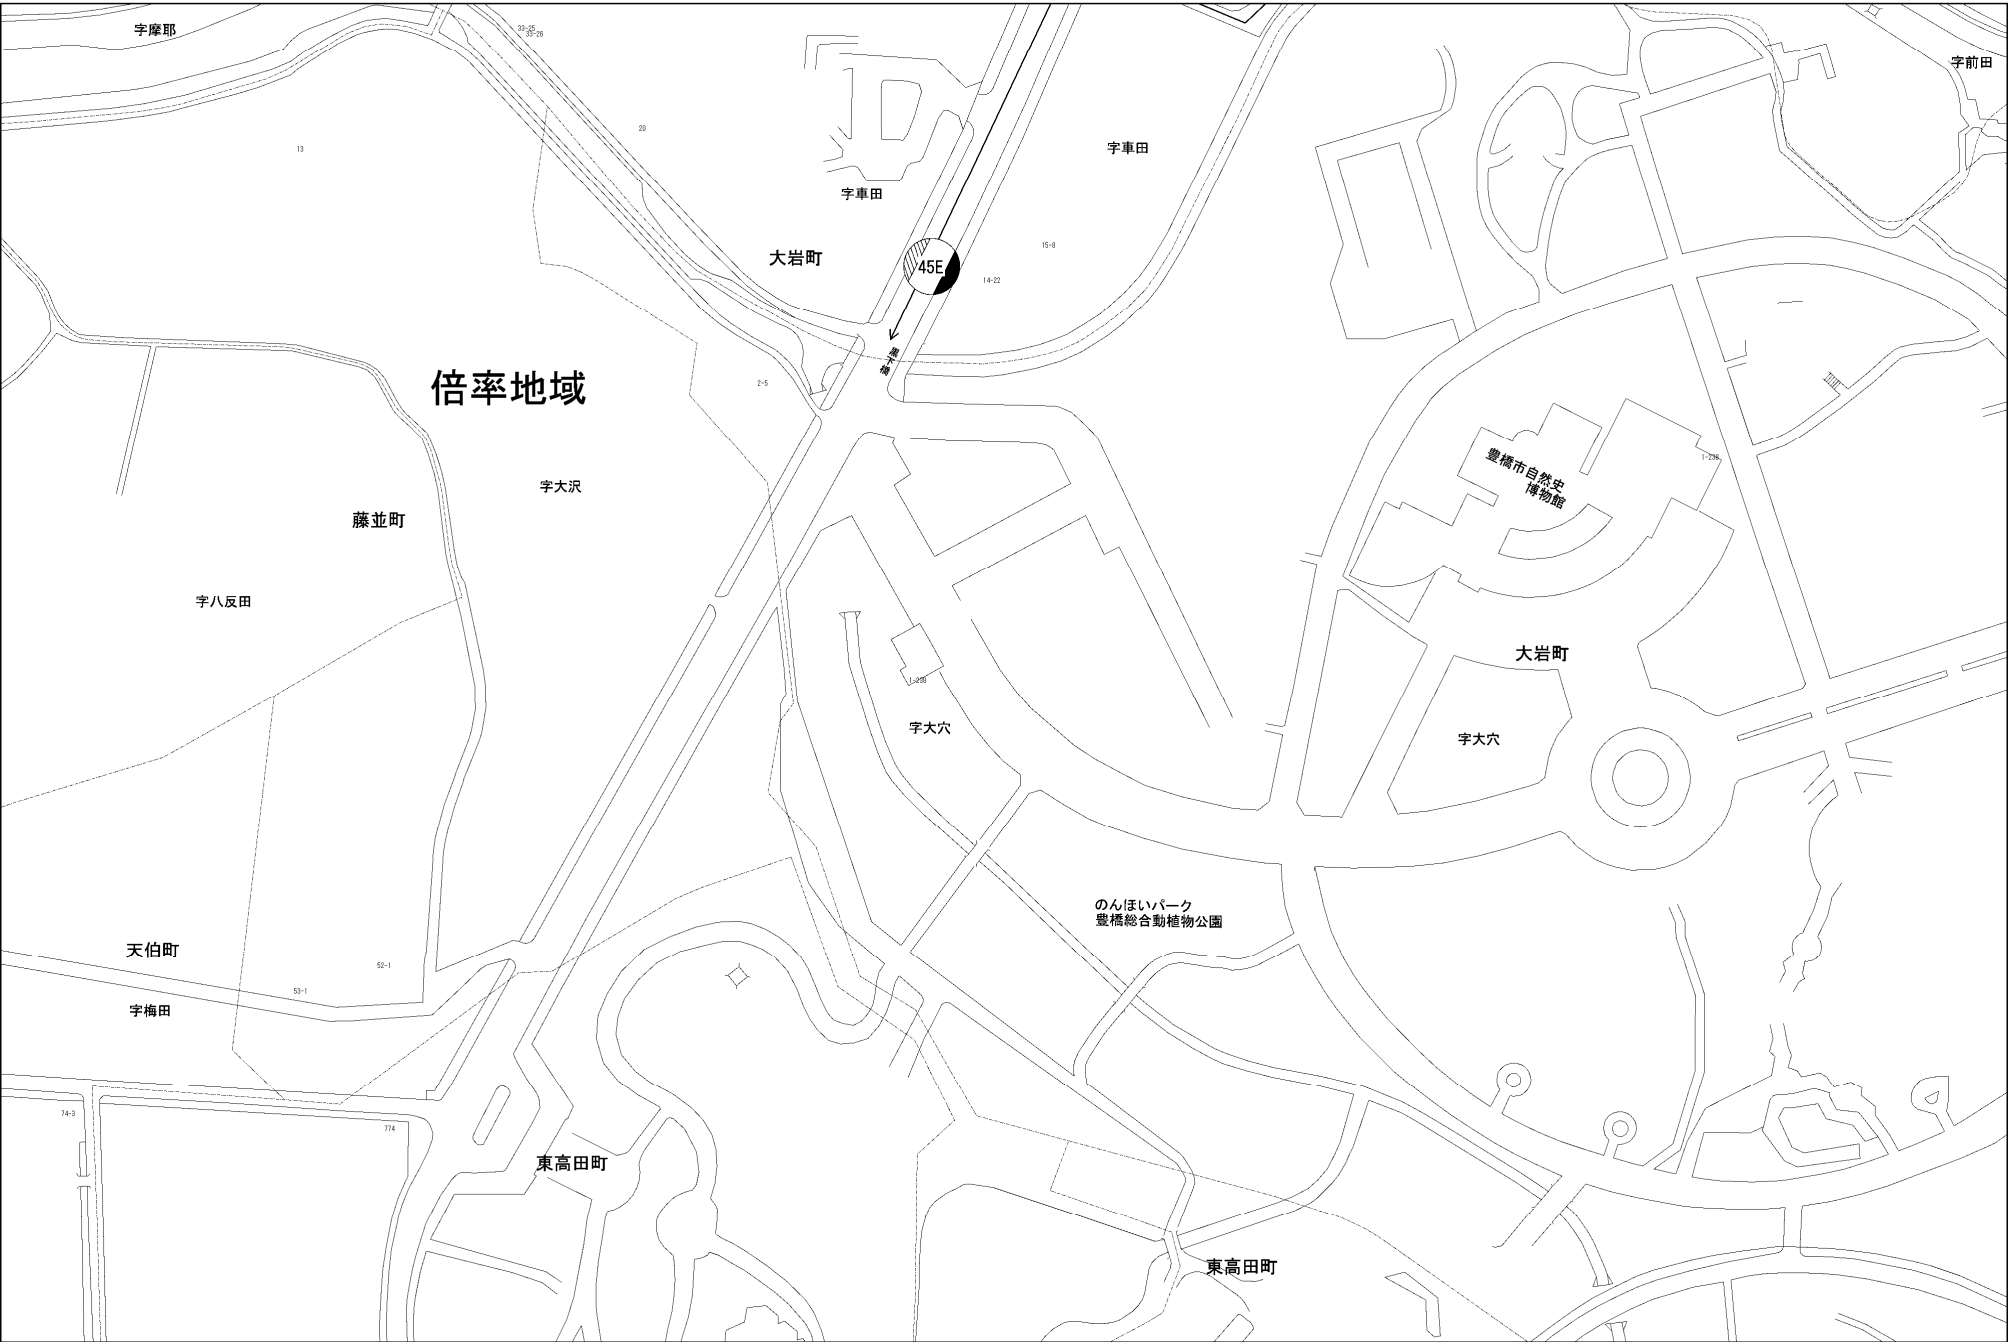 字摩耶
33-25
33-26
字前田
20
13
字車田
字車田
15-8
大岩町
45E
14-22
黒下橋
2-5
倍率地域
豊橋市自然史
博物館
1-238
字大沢
藤並町
字八反田
大岩町
1-238
字大穴
字大穴
のんほいパーク
豊橋総合動植物公園
天伯町
52-1
53-1
字梅田
74-3
774
東高田町
東高田町